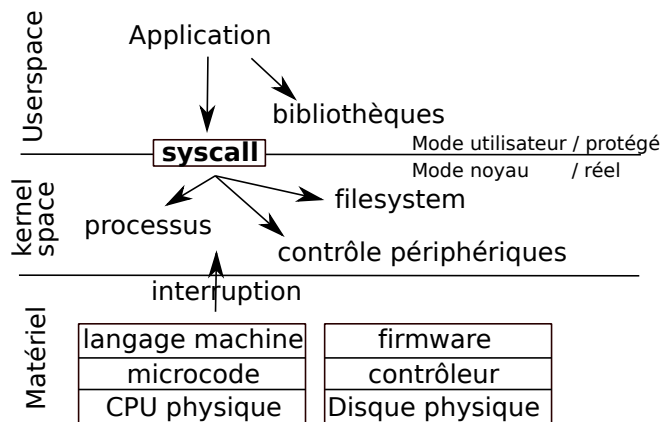 Userspace
Application
bibliothèques
syscall
Mode utilisateur / protégé
Mode noyau / réel
kernel
space
filesystem
processus
contrôle périphériques
interruption
Matériel
langage machine
microcode
CPU physique
firmware
contrôleur
Disque physique